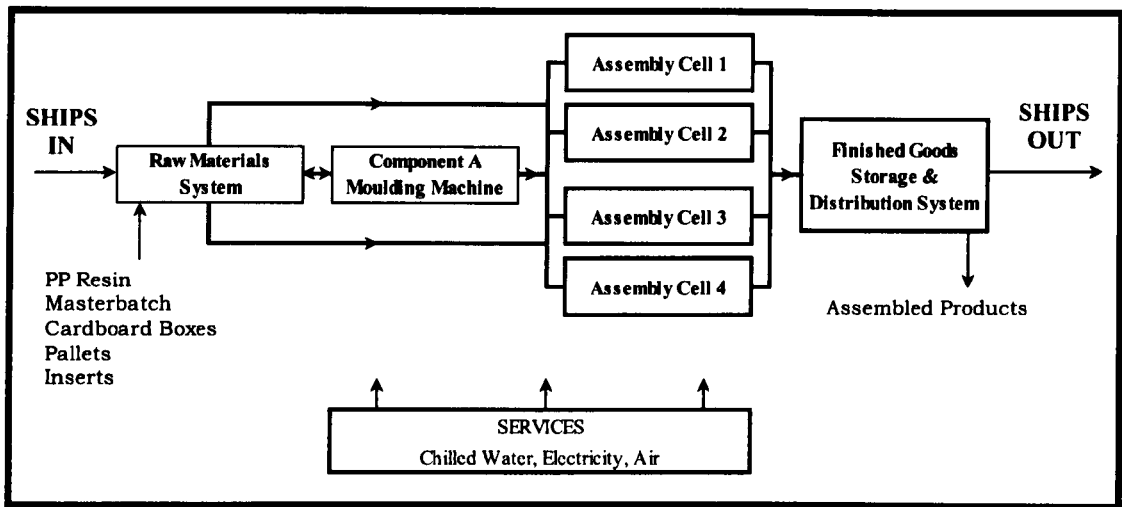 SHIPS
IN
Raw Materials
System
Component A
Moulding Machine
Assembly Cell 1
Assembly Cell 2
Assembly Cell 3
Assembly Cell 4
Finished Goods
Storage &
Distribution System
SHIPS
OUT
PP Resin
Masterbatch
Cardboard Boxes
Pallets
Inserts
Assembled Products
SERVICES
Chilled Water, Electricity, Air